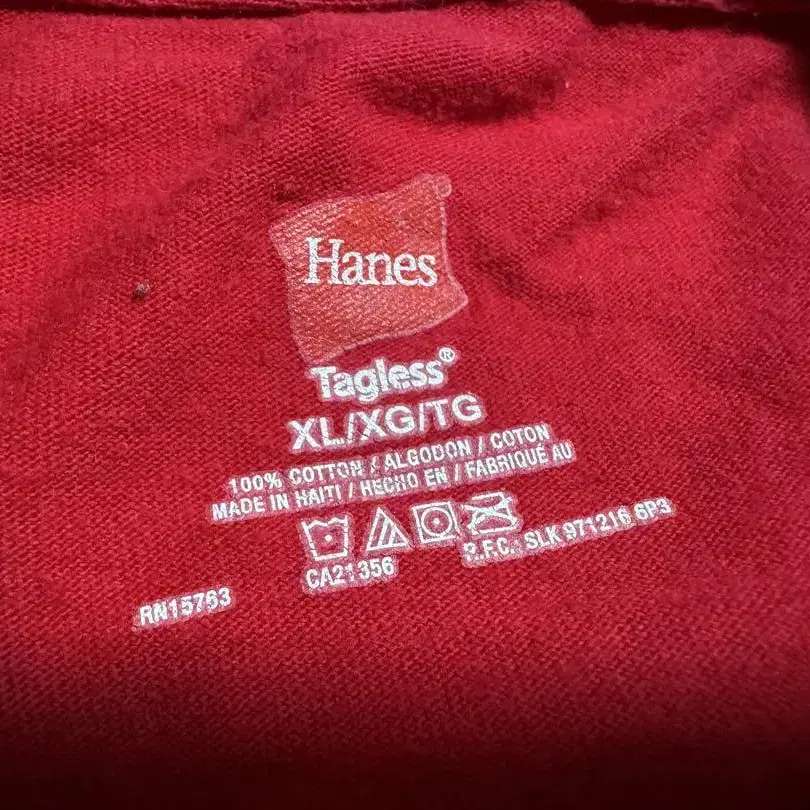 Hanes
Tagless®
XL/XG/TG
100% COTTON / ALGODON / COTON
MADE IN HAITI / HECHO EN / FABRIQUÉ AU
RN15763
CA21356
R.F.C.: SLK 971216 6P3